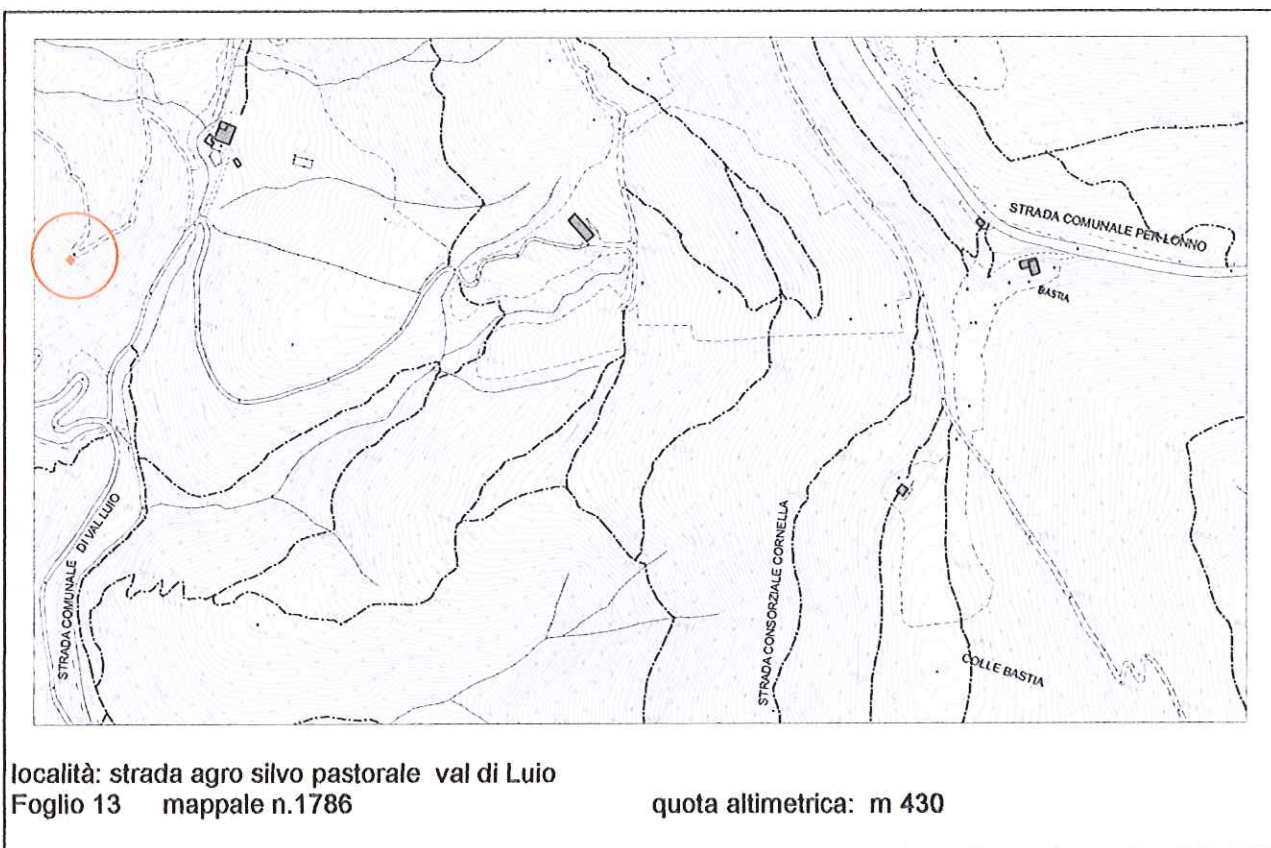 STRADA COMUNALE PER LONNO
BASTIA
STRADA COMUNALE DI VAL LUIO
STRADA CONSORZIALE CORNELLA
COLLE BASTIA
località: strada agro silvo pastorale val di Luio
Foglio 13 mappale n.1786 quota altimetrica: m 430